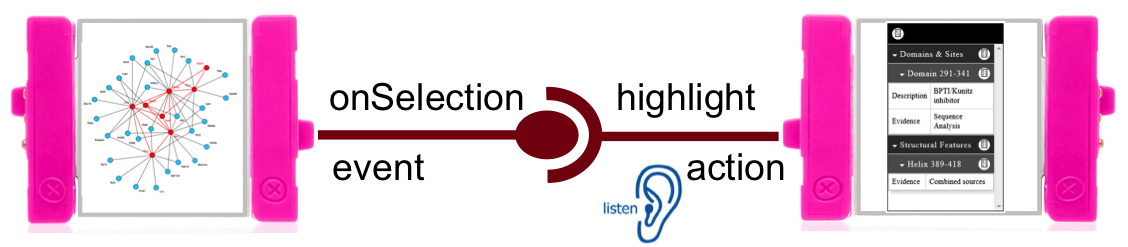 onSelection
event
highlight
action
listen
Domains & Sites
Domain 291-341
Description BPTI/Kunitz
inhibitor
Evidence Sequence
Analysis
Structural Features
Helix 389-418
Evidence Combined sources